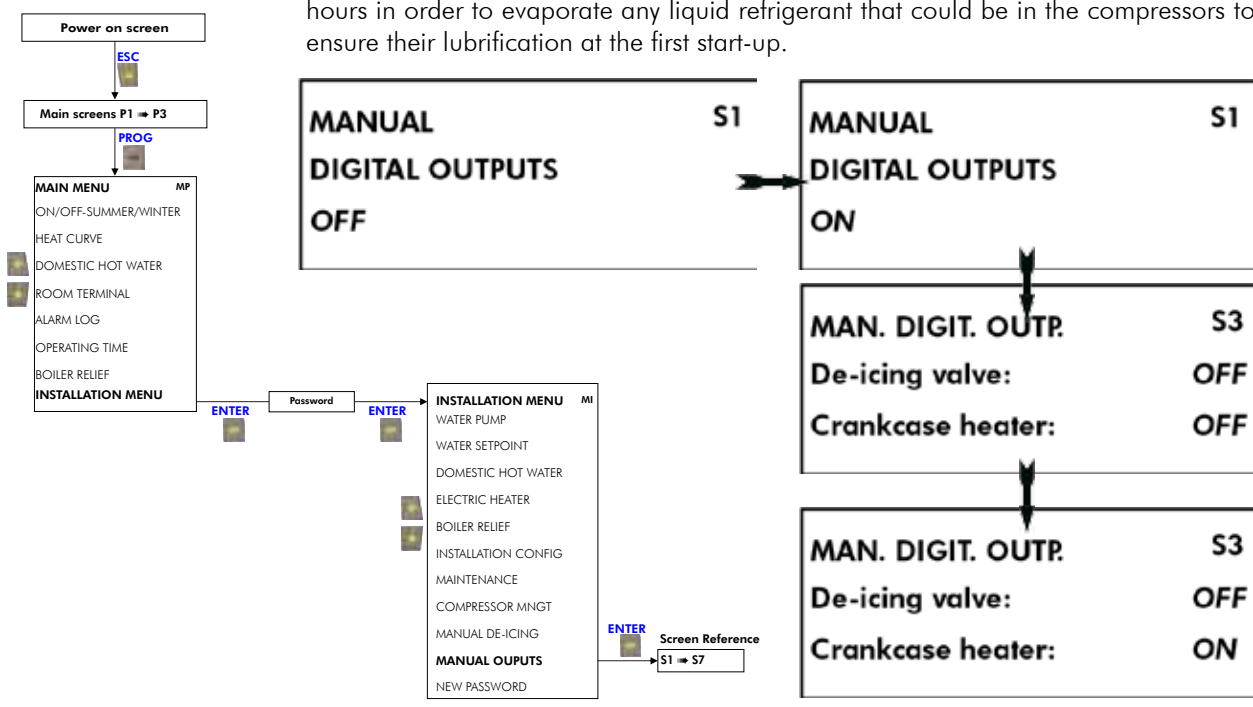 hours in order to evaporate any liquid refrigerant that could be in the compressors to
ensure their lubrification at the first start-up.
Power on screen
ESC
Main screens P1 ➠ P3
PROG
MAIN MENU MP
ON/OFF-SUMMER/WINTER
HEAT CURVE
DOMESTIC HOT WATER
ROOM TERMINAL
ALARM LOG
OPERATING TIME
BOILER RELIEF
INSTALLATION MENU
ENTER
Password
ENTER
INSTALLATION MENU MI
WATER PUMP
WATER SETPOINT
DOMESTIC HOT WATER
ELECTRIC HEATER
BOILER RELIEF
INSTALLATION CONFIG
MAINTENANCE
COMPRESSOR MNGT
MANUAL DE-ICING
MANUAL OUPUTS
NEW PASSWORD
ENTER
Screen Reference
S1 ➠ S7
MANUAL S1
DIGITAL OUTPUTS
OFF
MANUAL S1
DIGITAL OUTPUTS
ON
MAN. DIGIT. OUTP. S3
De-icing valve: OFF
Crankcase heater: OFF
MAN. DIGIT. OUTP. S3
De-icing valve: OFF
Crankcase heater: ON